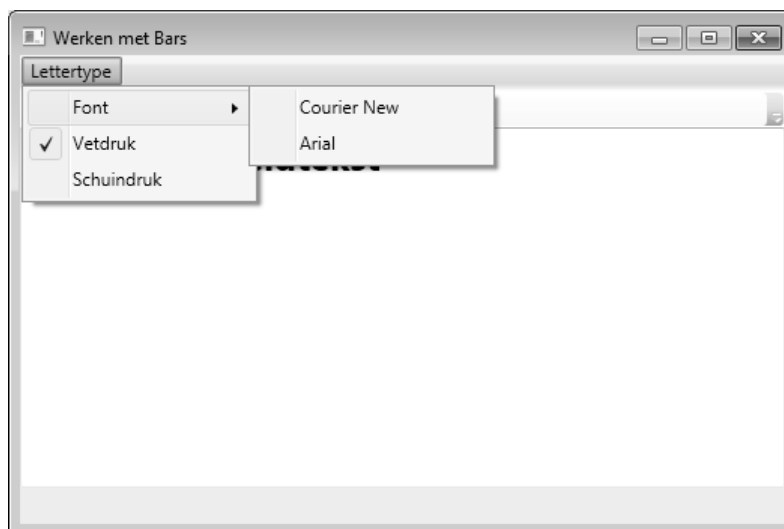 Werken met Bars
Lettertype
Font
Courier New
Vetdruk
Arial
Schuindruk